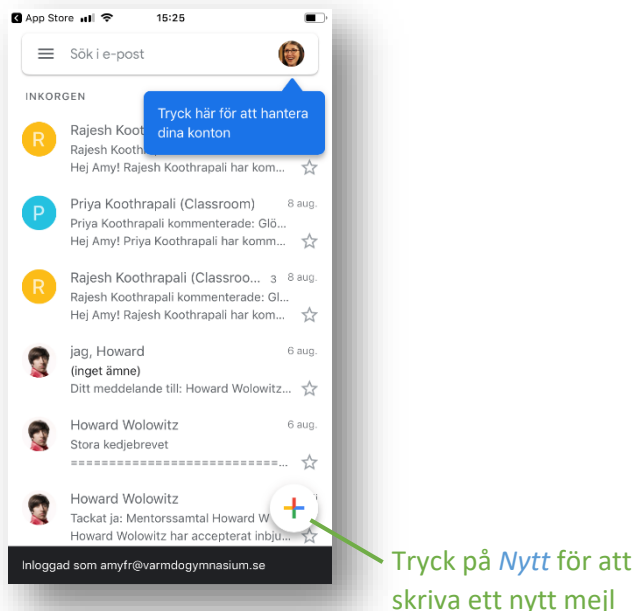 App Store 15:25
Sök i e-post
INKORGEN
Tryck här för att hantera
dina konton
R
Rajesh Koot
Rajesh Kooth
Hej Amy! Rajesh Koothrapali har kom...
P
Priya Koothrapali (Classroom) 8 aug.
Priya Koothrapali kommenterade: Glö...
Hej Amy! Priya Koothrapali har komm...
R
Rajesh Koothrapali (Classroo... 3 8 aug.
Rajesh Koothrapali kommenterade: Gl...
Hej Amy! Rajesh Koothrapali har kom...
jag, Howard 6 aug.
(inget ämne)
Ditt meddelande till: Howard Wolowitz...
Howard Wolowitz 6 aug.
Stora kedjebrevet
===========================...
Howard Wolowitz
Tackat ja: Mentorssamtal Howard W
Howard Wolowitz har accepterat inbju...
Inloggad som amyfr@varmdogymnasium.se
Tryck på Nytt för att
skriva ett nytt mejl